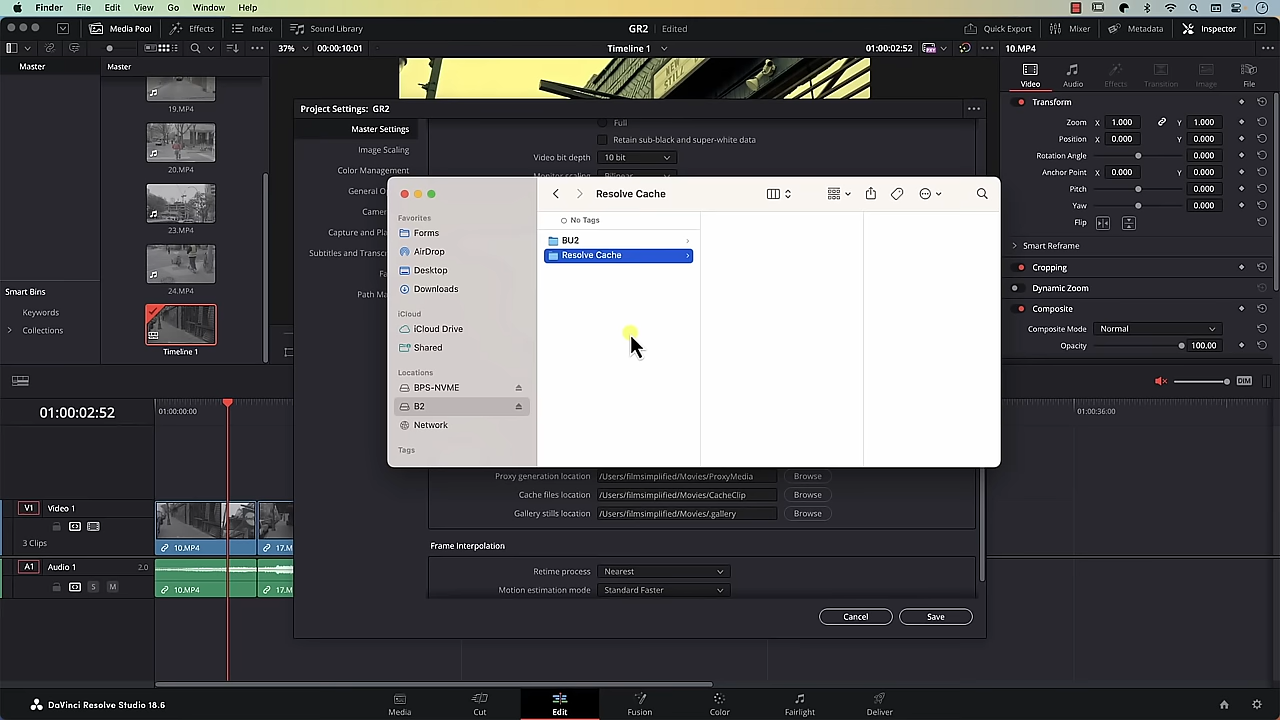 Finder File Edit View Go Window Help
Media Pool Effects Index Sound Library GR2 Edited Quick Export Mixer Metadata Inspector
37% 00:00:10:01 Timeline 1 01:00:02:52 10.MP4
Master Master
19.MP4
20.MP4
23.MP4
24.MP4
Timeline 1
Smart Bins
Keywords
Collections
Project Settings: GR2
Master Settings
Image Scaling
Color Management
General O
Came
Capture and Pla
Subtitles and Transc
Fa
Path Ma
Full
Retain sub-black and super-white data
Video bit depth 10 bit
Monitor scaling Bilinear
Resolve Cache
Favorites
Forms
AirDrop
Desktop
Downloads
iCloud
iCloud Drive
Shared
Locations
BPS-NVME
B2
Network
Tags
No Tags
BU2
Resolve Cache
Proxy generation location /Users/filmsimplified/Movies/ProxyMedia Browse
Cache files location /Users/filmsimplified/Movies/CacheClip Browse
Gallery stills location /Users/filmsimplified/Movies/.gallery Browse
Frame Interpolation
Retime process Nearest
Motion estimation mode Standard Faster
Cancel Save
Video Audio Effects Transition Image File
Transform
Zoom X 1.000 Y 1.000
Position X 0.000 Y 0.000
Rotation Angle 0.000
Anchor Point X 0.000 Y 0.000
Pitch 0.000
Yaw 0.000
Flip
Smart Reframe
Cropping
Dynamic Zoom
Composite
Composite Mode Normal
Opacity 100.00
DIM
01:00:02:52 01:00:00:00 01:00:36:00
V1 Video 1
3 Clips
10.MP4 17.M
A1 Audio 1 2.0
S M
10.MP4 17.M
DaVinci Resolve Studio 18.6
Media Cut Edit Fusion Color Fairlight Deliver